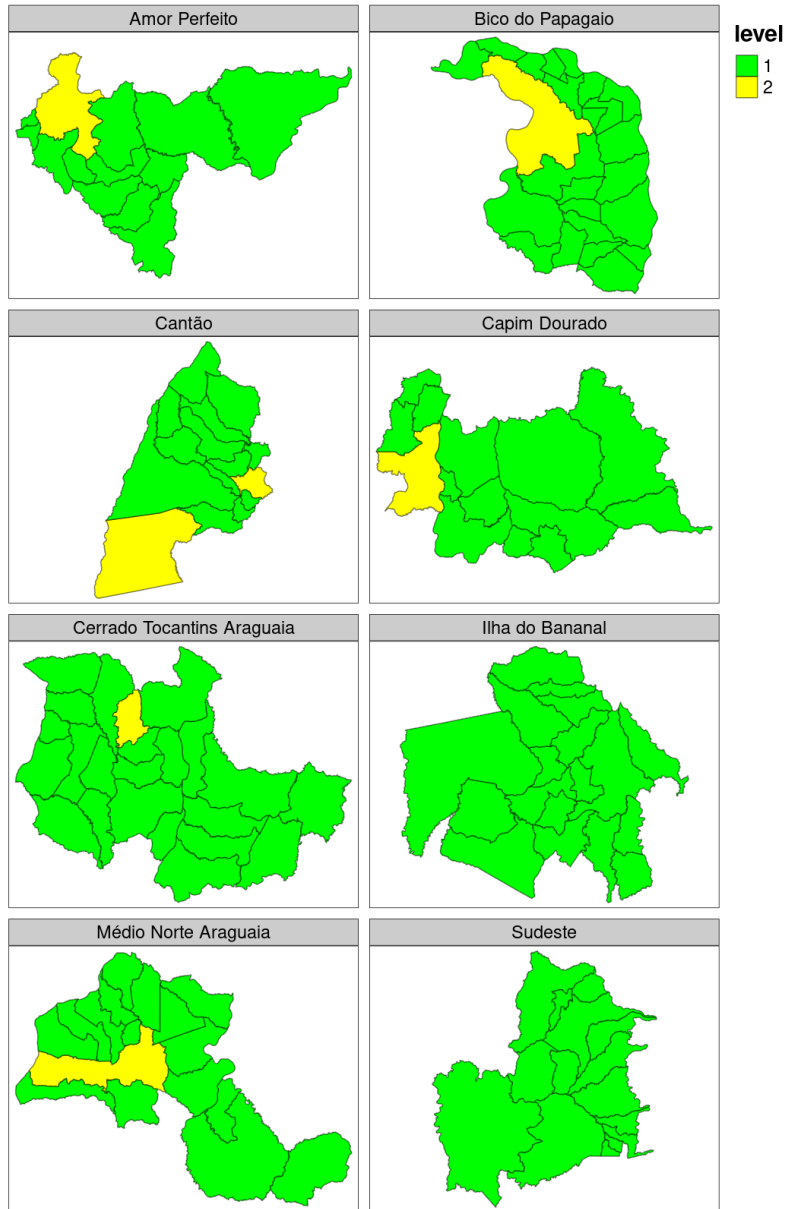 Amor Perfeito
Bico do Papagaio
level
1
2
Cantão
Capim Dourado
Cerrado Tocantins Araguaia
Ilha do Bananal
Médio Norte Araguaia
Sudeste